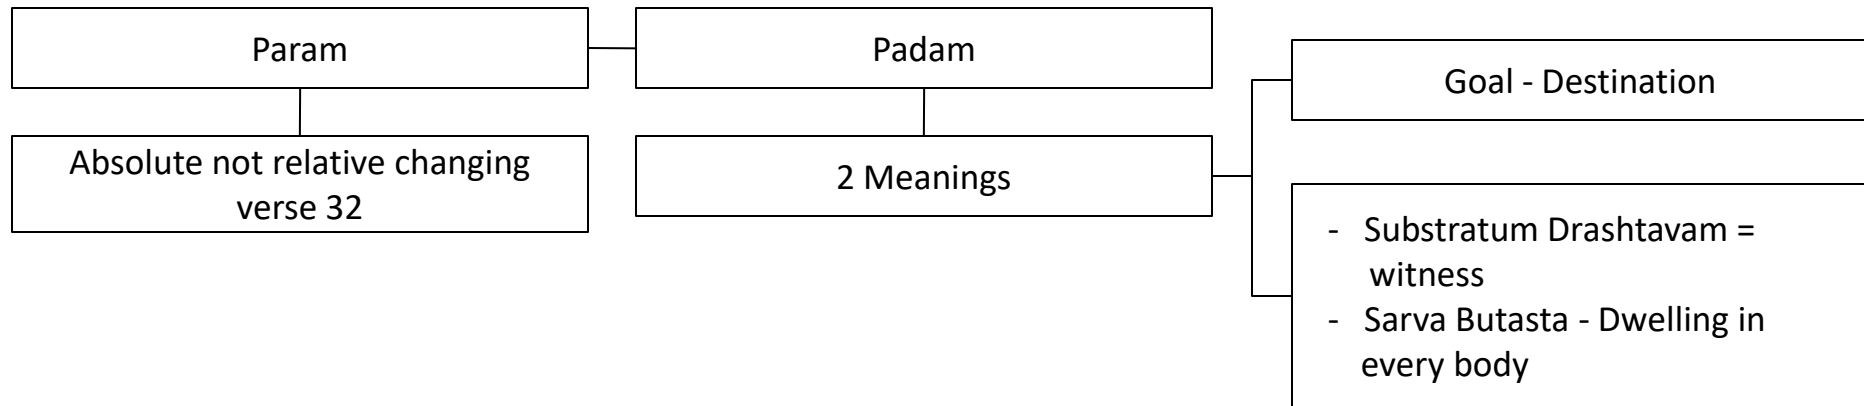 Param
Padam
Goal - Destination
Absolute not relative changing
verse 32
2 Meanings
- Substratum Drashtavam =
witness
- Sarva Butasta - Dwelling in
every body